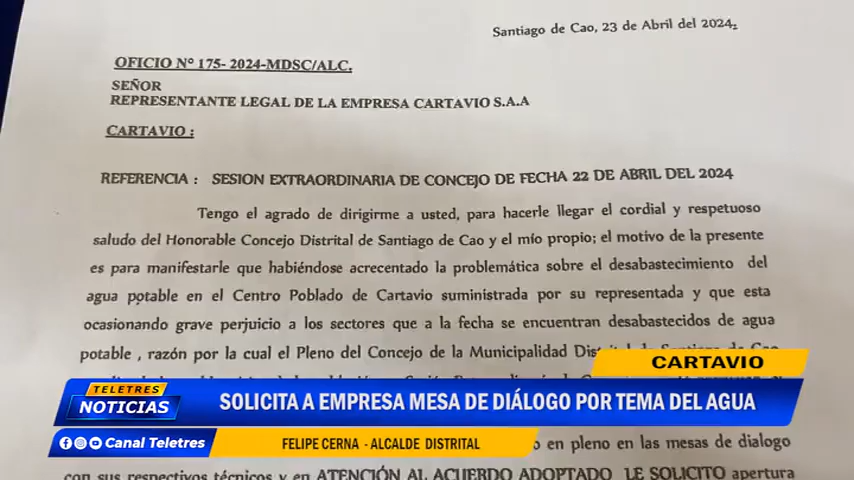 Santiago de Cao, 23 de Abril del 2024.
OFICIO Nº 175- 2024-MDSC/ALC.
SEÑOR
REPRESENTANTE LEGAL DE LA EMPRESA CARTAVIO S.A.A
CARTAVIO :
REFERENCIA : SESION EXTRAORDINARIA DE CONCEJO DE FECHA 22 DE ABRIL DEL 2024
Tengo el agrado de dirigirme a usted, para hacerle llegar el cordial y respetuoso
saludo del Honorable Concejo Distrital de Santiago de Cao y el mío propio; el motivo de la presente
es para manifestarle que habiéndose acrecentado la problemática sobre el desabastecimiento del
agua potable en el Centro Poblado de Cartavio suministrada por su representada y que esta
ocasionando grave perjuicio a los sectores que a la fecha se encuentran desabastecidos de agua
potable , razón por la cual el Pleno del Concejo de la Municipalidad
CARTAVIO
TELETRES
NOTICIAS
SOLICITA A EMPRESA MESA DE DIÁLOGO POR TEMA DEL AGUA
Canal Teletres
FELIPE CERNA - ALCALDE DISTRITAL
en pleno en las mesas de dialogo
con sus respectivos técnicos y en ATENCIÓN AL ACUERDO ADOPTADO LE SOLICITO apertura